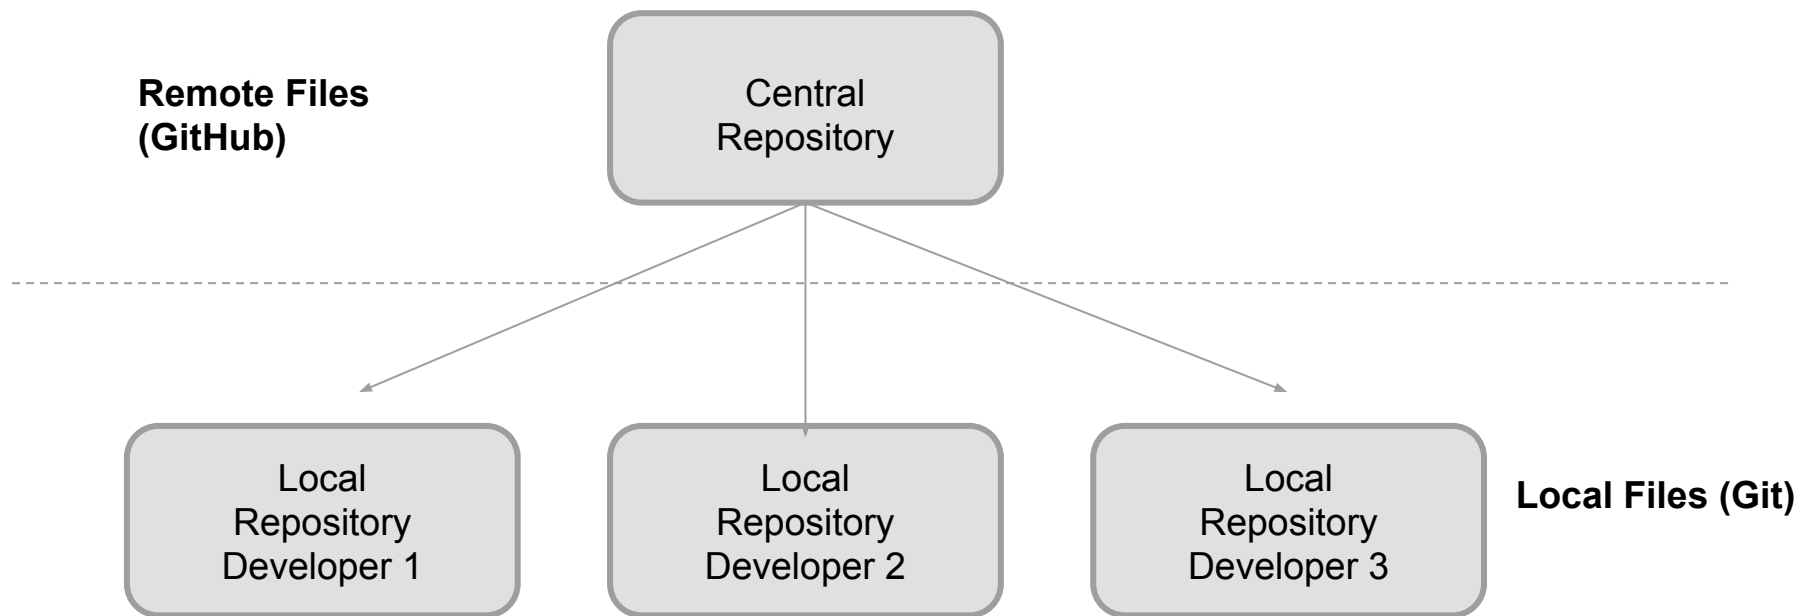 Remote Files
(GitHub)
Central
Repository
Local
Repository
Developer 1
Local
Repository
Developer 2
Local
Repository
Developer 3
Local Files (Git)